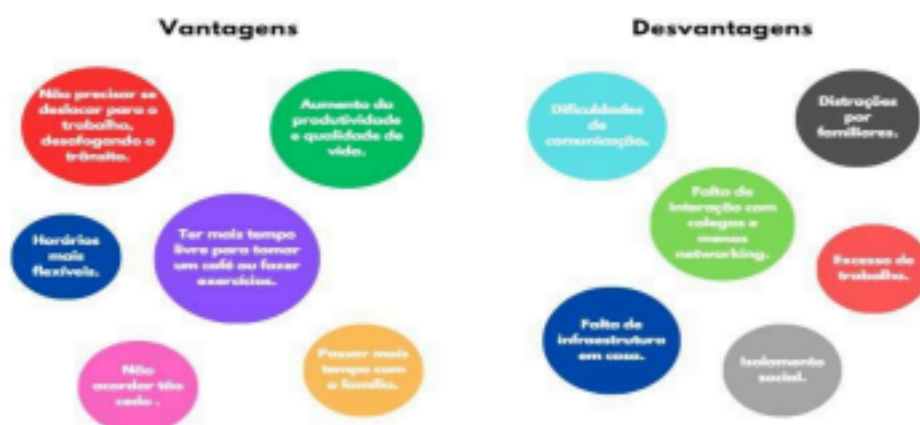 Vantagens
Não precisar se
deslocar para o
trabalho,
desafogando o
trânsito.
Aumento da
produtividade
e qualidade de
vida.
Horários
mais
flexíveis.
Ter mais tempo
livre para tomar
um café ou fazer
exercícios.
Não
acordar tão
cedo .
Passar mais
tempo com
a família.
Desvantagens
Dificuldades
de
comunicação.
Distrações
por
familiares.
Falta de
interação com
colegas e
menos
networking.
Excesso de
trabalho.
Falta de
infraestrutura
em casa.
Isolamento
social.